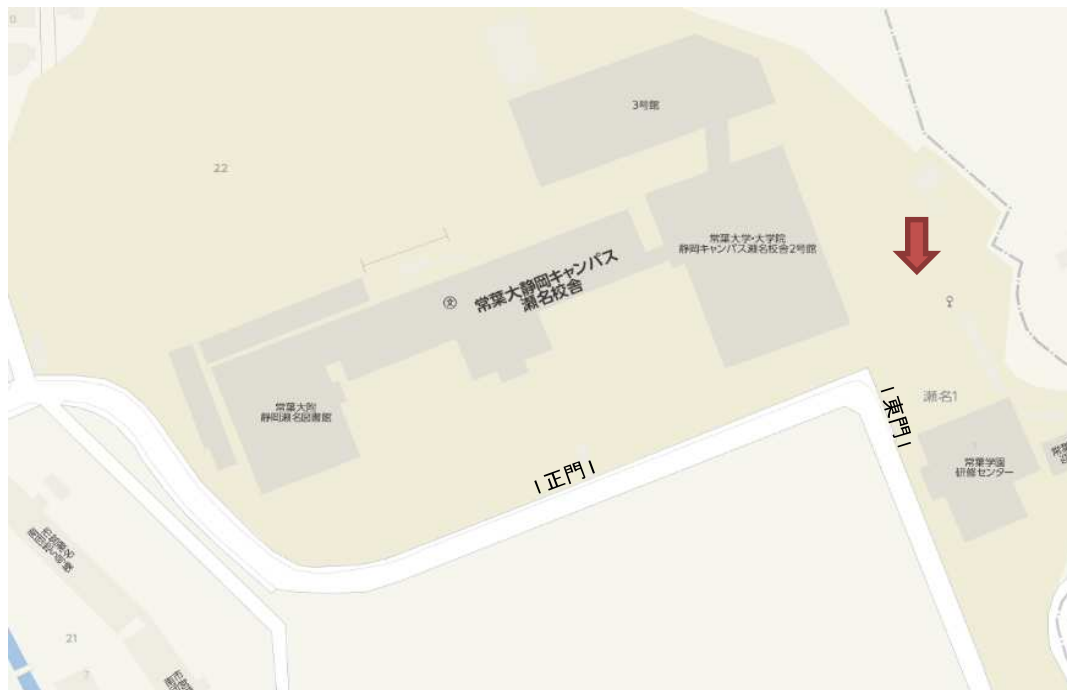 3号館
22
常葉大学・大学院
静岡キャンパス瀬名校舎2号館
常葉大静岡キャンパス
瀬名校舎
文
瀬名1
東門
常葉大附
静岡瀬名図書館
正門
常葉学園
研修センター
21
7